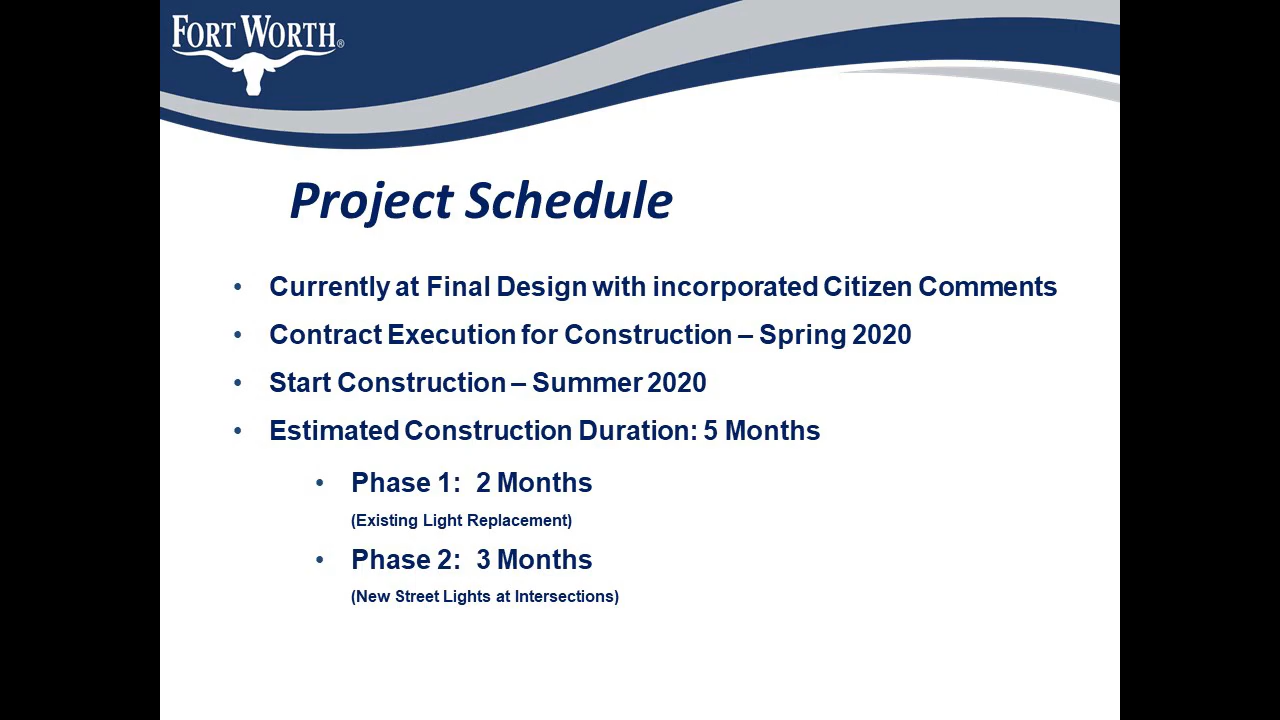 FORT WORTH®
Project Schedule
• Currently at Final Design with incorporated Citizen Comments
• Contract Execution for Construction – Spring 2020
• Start Construction – Summer 2020
• Estimated Construction Duration: 5 Months
• Phase 1: 2 Months
(Existing Light Replacement)
• Phase 2: 3 Months
(New Street Lights at Intersections)